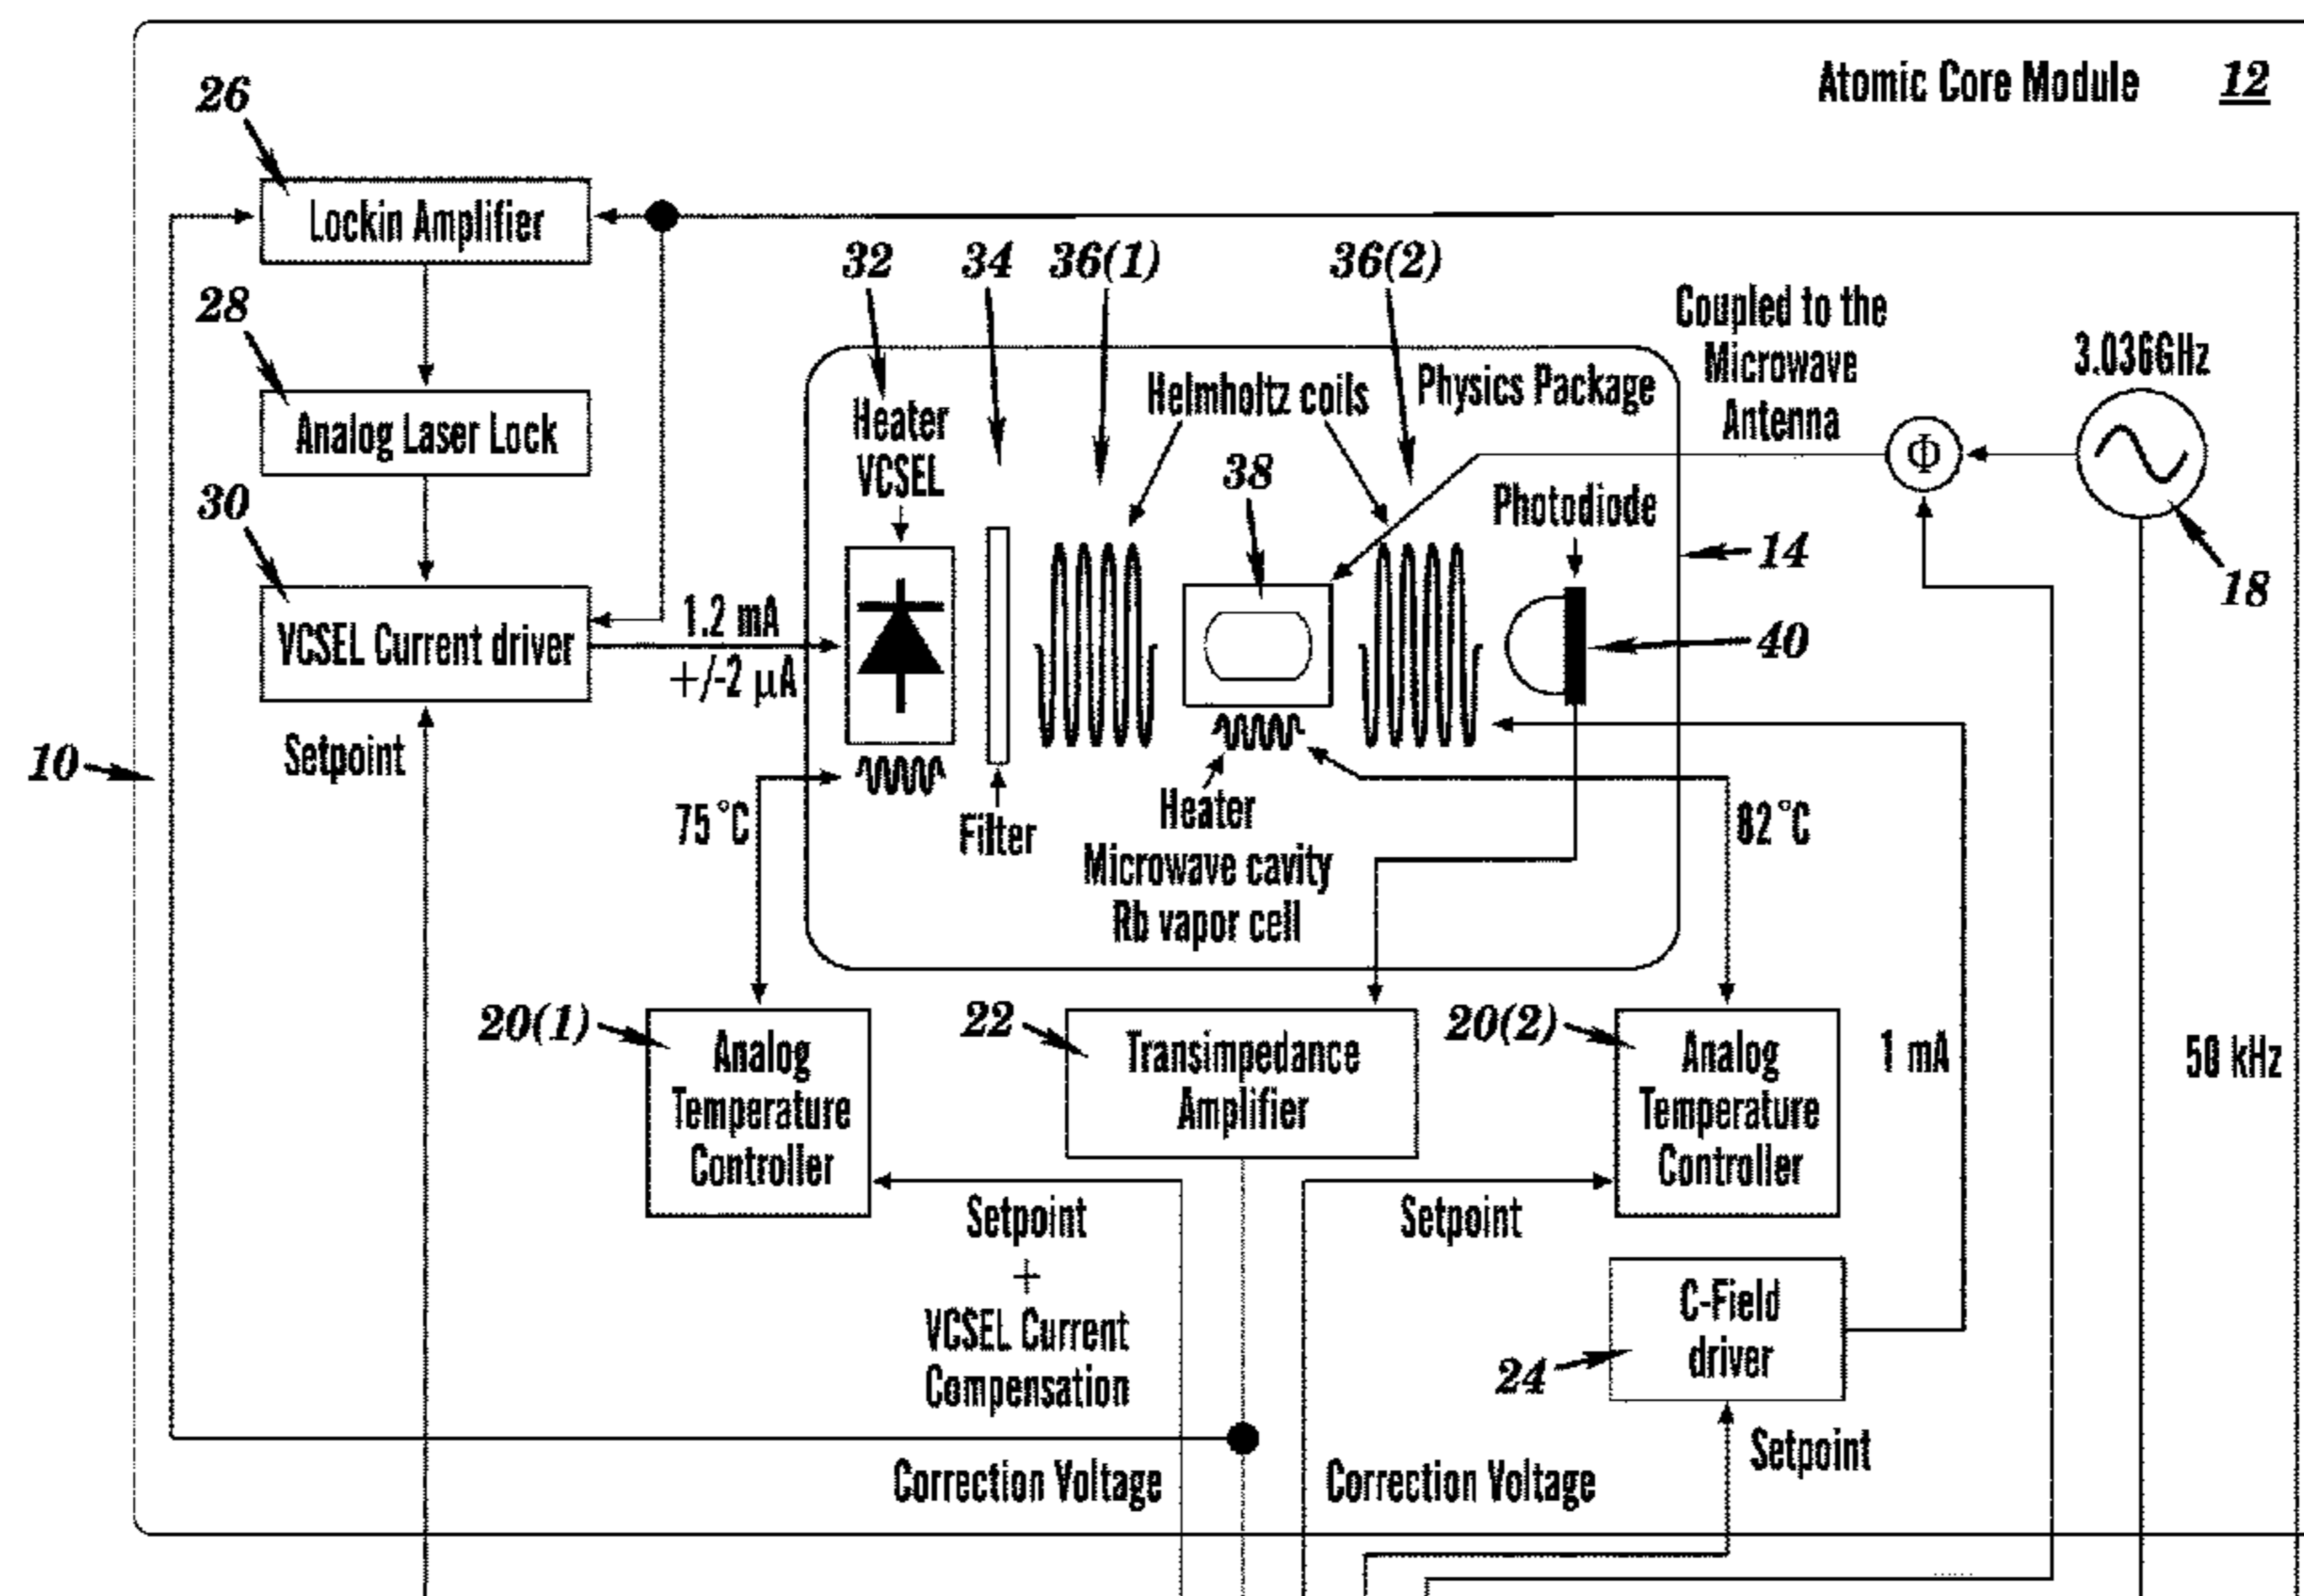 Atomic Core Module 12
26
Lockin Amplifier
28
Analog Laser Lock
30
VCSEL Current driver
Setpoint
10
1.2 mA
+/-2 µA
32
34
36(1)
36(2)
Heater
VCSEL
Helmholtz coils
Physics Package
38
Photodiode
Coupled to the
Microwave
Antenna
Φ
3.036GHz
18
14
40
Filter
Heater
Microwave cavity
Rb vapor cell
75°C
82°C
20(1)
Analog
Temperature
Controller
22
Transimpedance
Amplifier
20(2)
Analog
Temperature
Controller
1 mA
50 kHz
Setpoint
+
VCSEL Current
Compensation
Setpoint
C-Field
driver
24
Setpoint
Correction Voltage
Correction Voltage